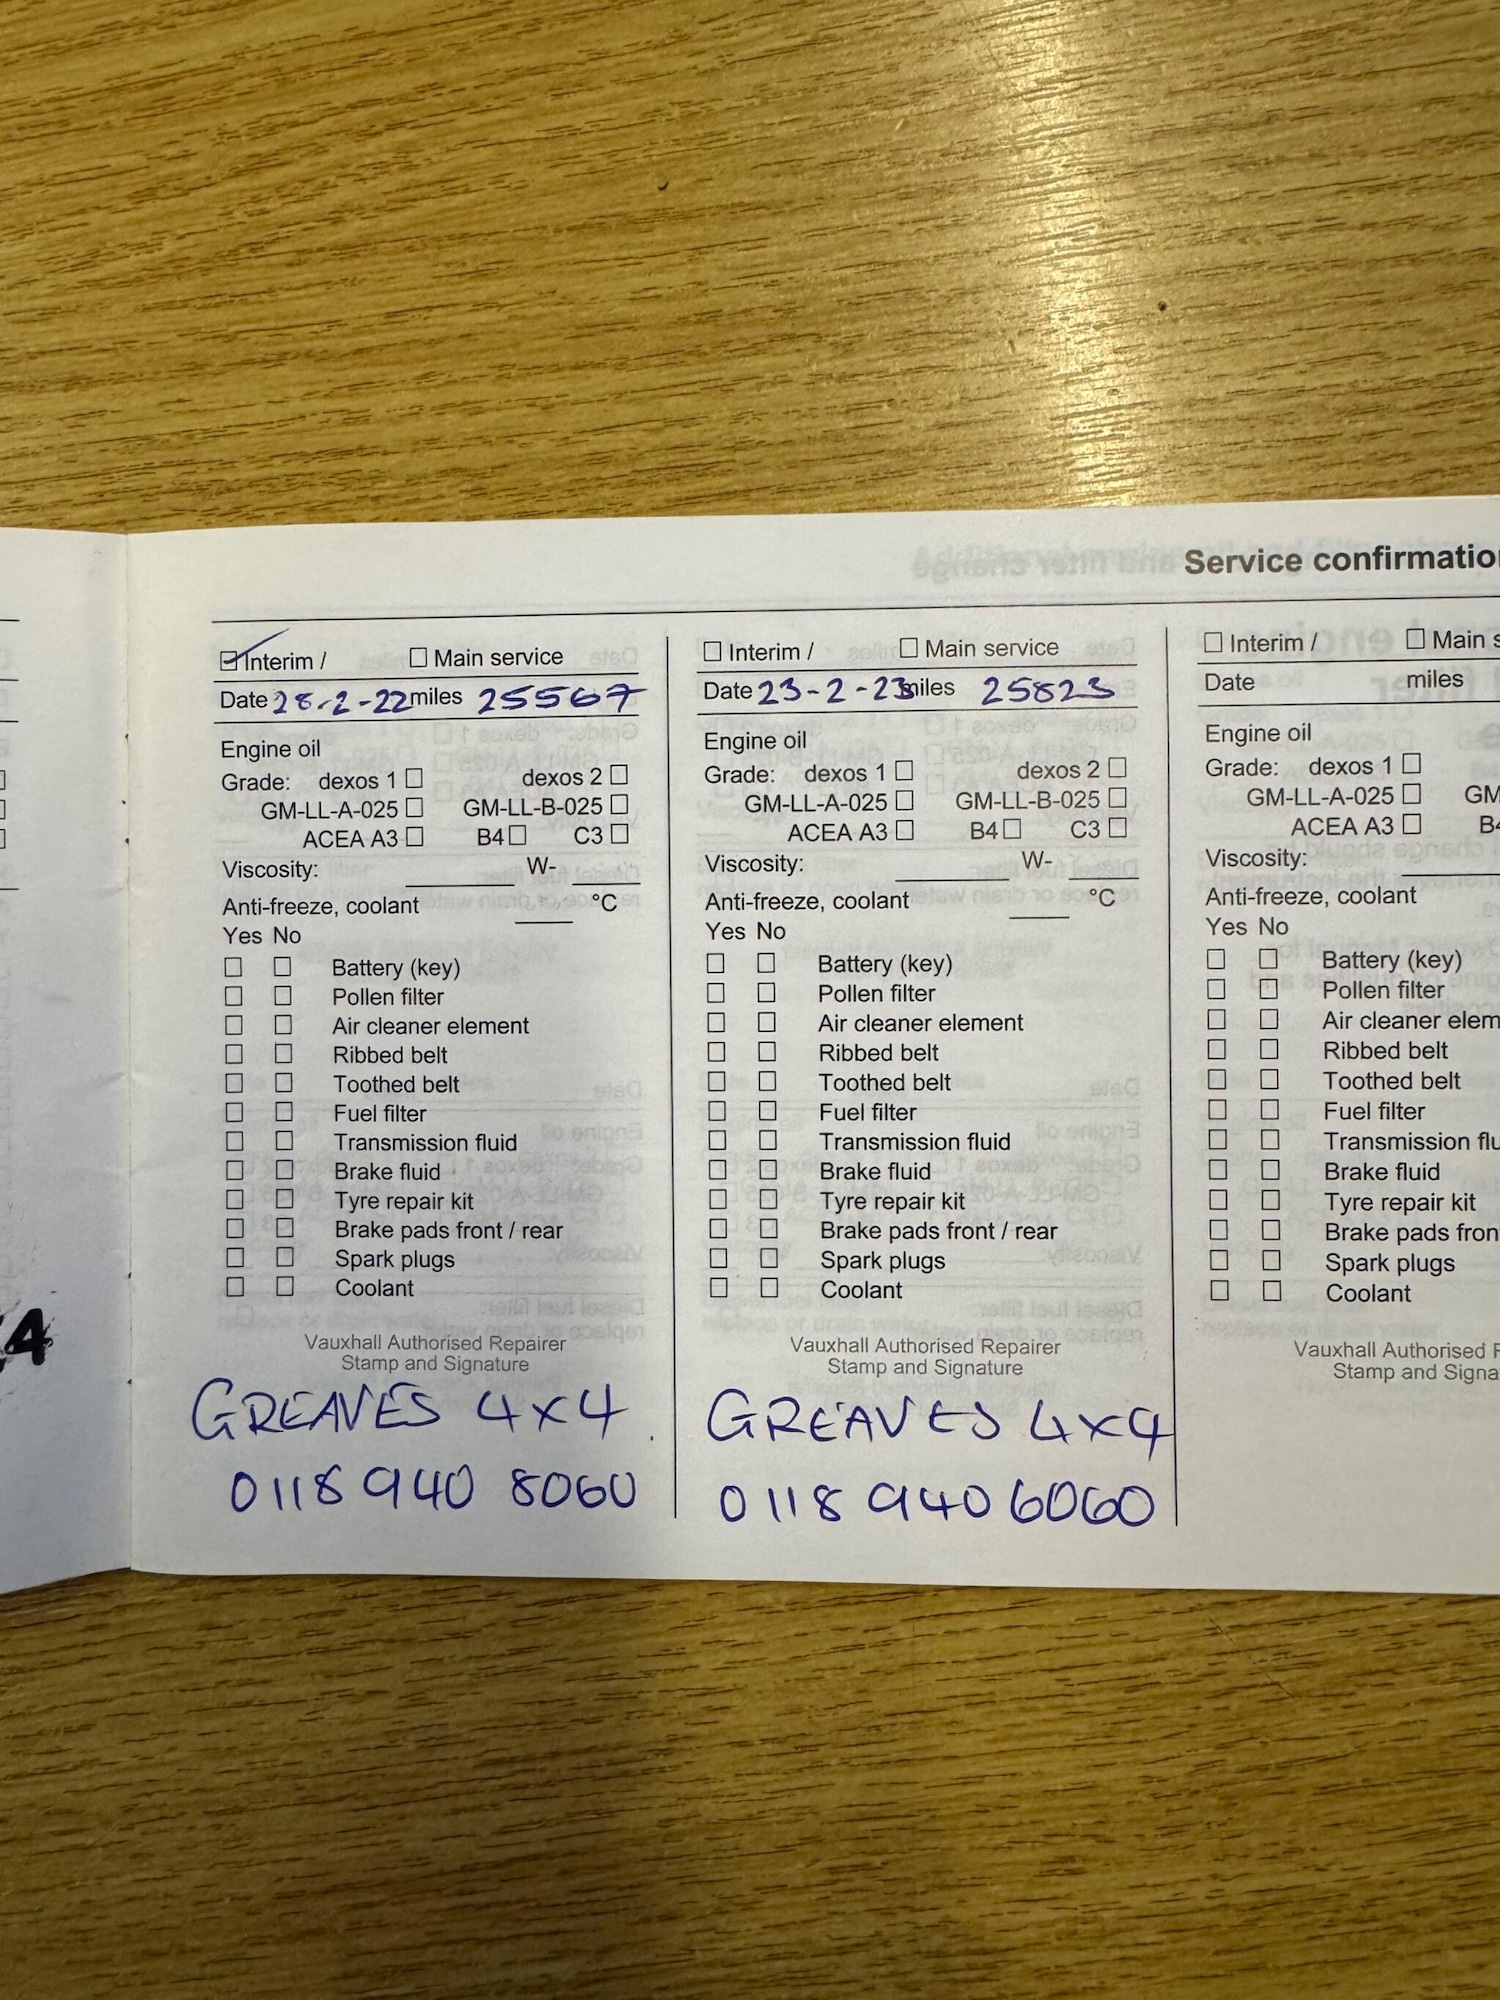 Service confirmatio
Interim / Main service
Date 28-2-22 miles 25567
Engine oil
Grade: dexos 1 dexos 2
GM-LL-A-025 GM-LL-B-025
ACEA A3 B4 C3
Viscosity: W-
Anti-freeze, coolant °C
Yes No
Battery (key)
Pollen filter
Air cleaner element
Ribbed belt
Toothed belt
Fuel filter
Transmission fluid
Brake fluid
Tyre repair kit
Brake pads front / rear
Spark plugs
Coolant
Vauxhall Authorised Repairer
Stamp and Signature
GREAVES 4x4
0118 940 8060
Interim / Main service
Date 23-2-23 miles 25823
Engine oil
Grade: dexos 1 dexos 2
GM-LL-A-025 GM-LL-B-025
ACEA A3 B4 C3
Viscosity: W-
Anti-freeze, coolant °C
Yes No
Battery (key)
Pollen filter
Air cleaner element
Ribbed belt
Toothed belt
Fuel filter
Transmission fluid
Brake fluid
Tyre repair kit
Brake pads front / rear
Spark plugs
Coolant
Vauxhall Authorised Repairer
Stamp and Signature
GREAVES 4x4
0118 940 6060
Interim / Main s
Date miles
Engine oil
Grade: dexos 1
GM-LL-A-025 GM
ACEA A3 B4
Viscosity:
Anti-freeze, coolant
Yes No
Battery (key)
Pollen filter
Air cleaner elem
Ribbed belt
Toothed belt
Fuel filter
Transmission flu
Brake fluid
Tyre repair kit
Brake pads fron
Spark plugs
Coolant
Vauxhall Authorised R
Stamp and Signa
4